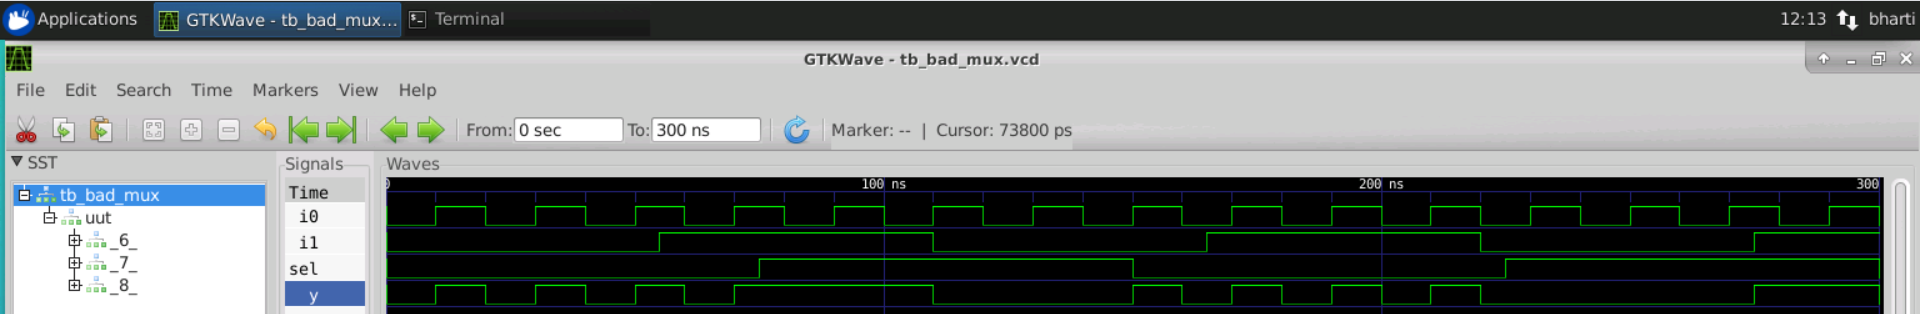 Applications GTKWave - tb_bad_mux... Terminal 12:13 bharti
GTKWave - tb_bad_mux.vcd
File Edit Search Time Markers View Help
From: 0 sec To: 300 ns Marker: -- | Cursor: 73800 ps
SST Signals Waves
tb_bad_mux Time 0 100 ns 200 ns 300
uut i0
_6_ i1
_7_ sel
_8_ y